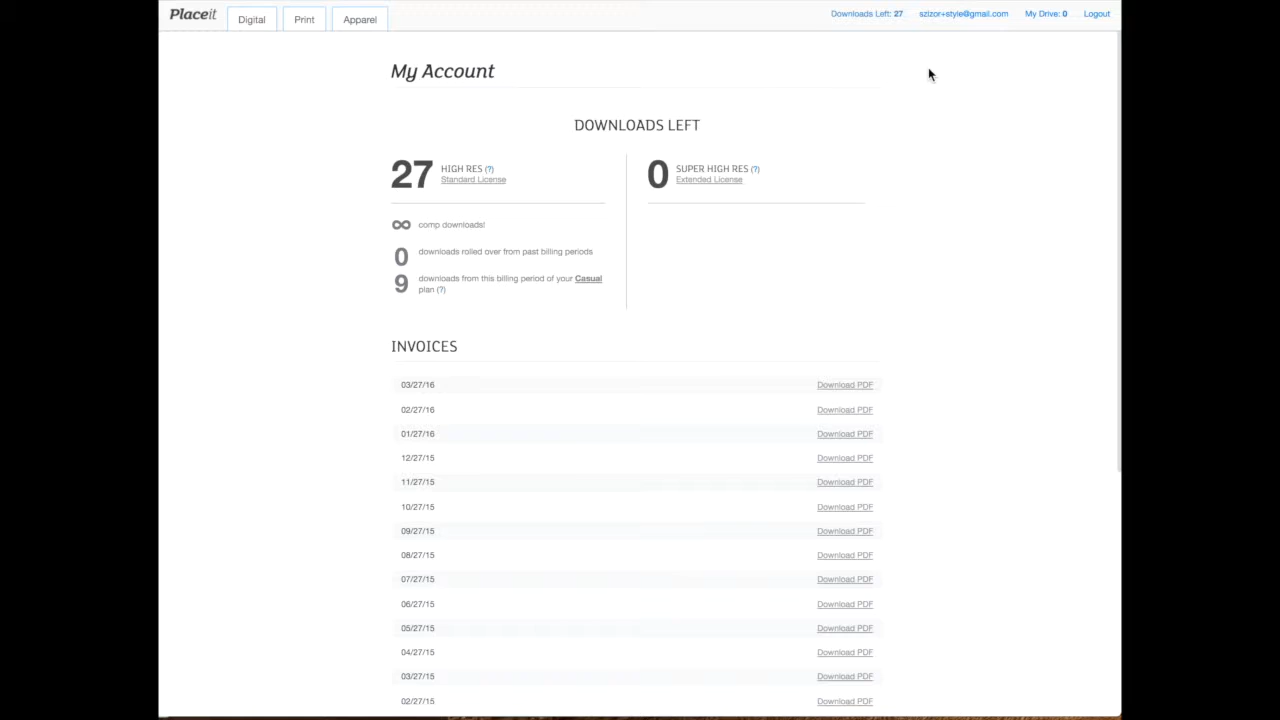 Placeit Digital Print Apparel Downloads Left: 27 szizor+style@gmail.com My Drive: 0 Logout
My Account
DOWNLOADS LEFT
27 HIGH RES (?)
Standard License
0 SUPER HIGH RES (?)
Extended License
∞ comp downloads!
0 downloads rolled over from past billing periods
9 downloads from this billing period of your Casual
plan (?)
INVOICES
03/27/16 Download PDF
02/27/16 Download PDF
01/27/16 Download PDF
12/27/15 Download PDF
11/27/15 Download PDF
10/27/15 Download PDF
09/27/15 Download PDF
08/27/15 Download PDF
07/27/15 Download PDF
06/27/15 Download PDF
05/27/15 Download PDF
04/27/15 Download PDF
03/27/15 Download PDF
02/27/15 Download PDF